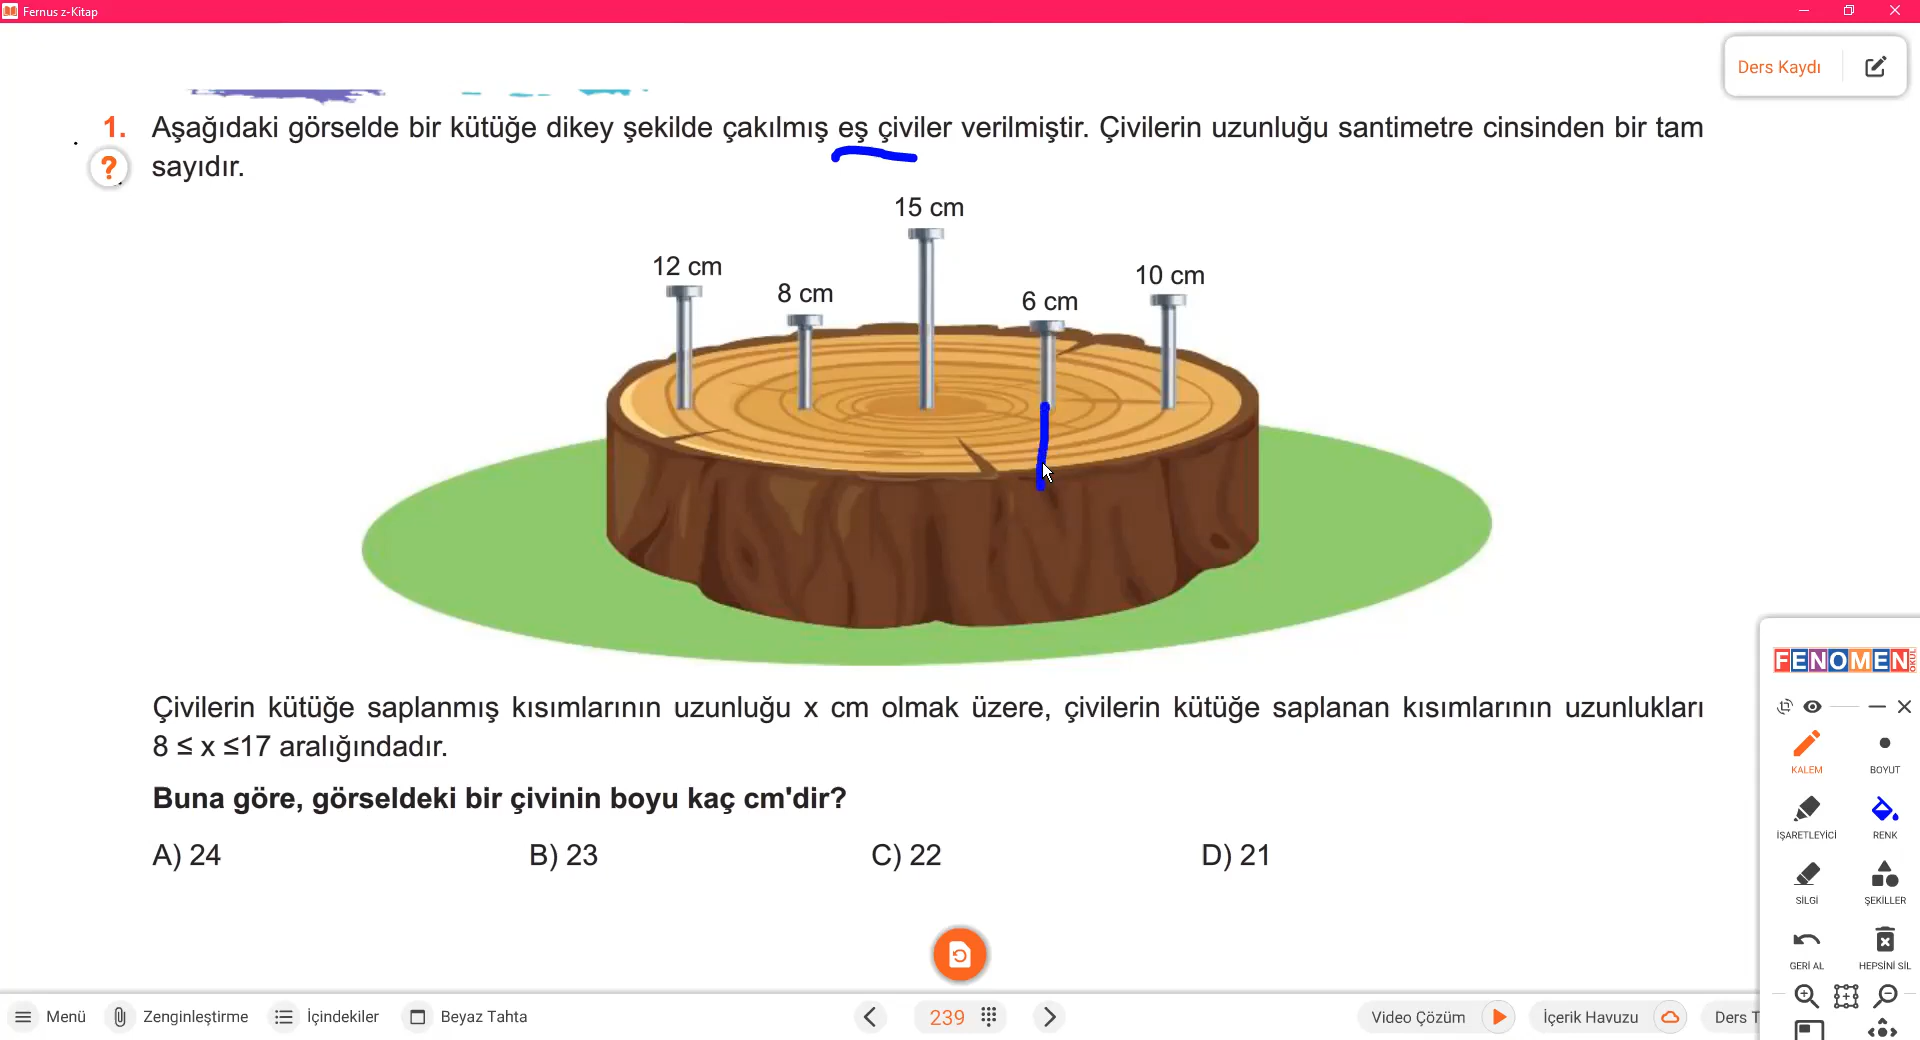 Fernus z-Kitap
Ders Kaydı
1. Aşağıdaki görselde bir kütüğe dikey şekilde çakılmış eş çiviler verilmiştir. Çivilerin uzunluğu santimetre cinsinden bir tam
? sayıdır.
15 cm
12 cm
8 cm
6 cm
10 cm
Çivilerin kütüğe saplanmış kısımlarının uzunluğu x cm olmak üzere, çivilerin kütüğe saplanan kısımlarının uzunlukları
8 ≤ x ≤17 aralığındadır.
Buna göre, görseldeki bir çivinin boyu kaç cm'dir?
A) 24 B) 23 C) 22 D) 21
FENOMEN OKUL
KALEM BOYUT
İŞARETLEYİCİ RENK
SİLGİ ŞEKİLLER
GERİ AL HEPSİNİ SİL
Menü Zenginleştirme İçindekiler Beyaz Tahta 239 Video Çözüm İçerik Havuzu Ders T